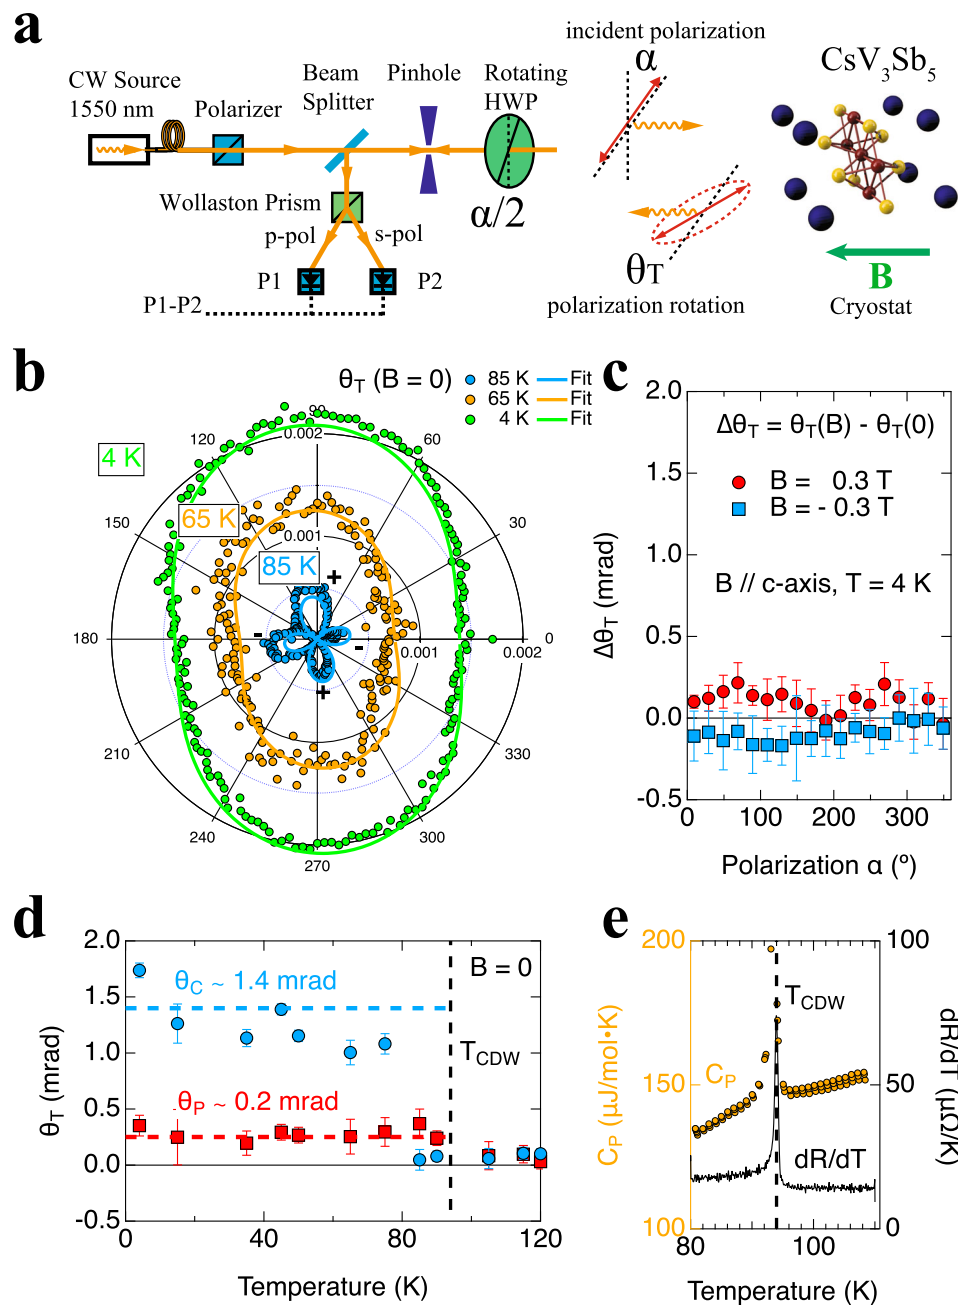 a
CW Source
1550 nm
Polarizer
Beam
Splitter
Pinhole
Rotating
HWP
incident polarization
α
CsV3Sb5
Wollaston Prism
α/2
p-pol
s-pol
P1
P2
P1-P2
θT
polarization rotation
B
Cryostat
b
θT (B = 0)
85 K Fit
65 K Fit
4 K Fit
4 K
65 K
85 K
90
120
60
150
30
180
0
210
330
240
300
270
0.002
0.001
0.001
0.002
+
-
-
+
c
ΔθT = θT(B) - θT(0)
B = 0.3 T
B = - 0.3 T
B // c-axis, T = 4 K
ΔθT (mrad)
2.0
1.5
1.0
0.5
0.0
-0.5
0
100
200
300
Polarization α (º)
d
B = 0
θC ~ 1.4 mrad
TCDW
θP ~ 0.2 mrad
θT (mrad)
2.0
1.5
1.0
0.5
0.0
-0.5
0
40
80
120
Temperature (K)
e
TCDW
CP
dR/dT
CP (μJ/mol•K)
200
150
100
dR/dT (μΩ/K)
100
50
0
80
100
Temperature (K)